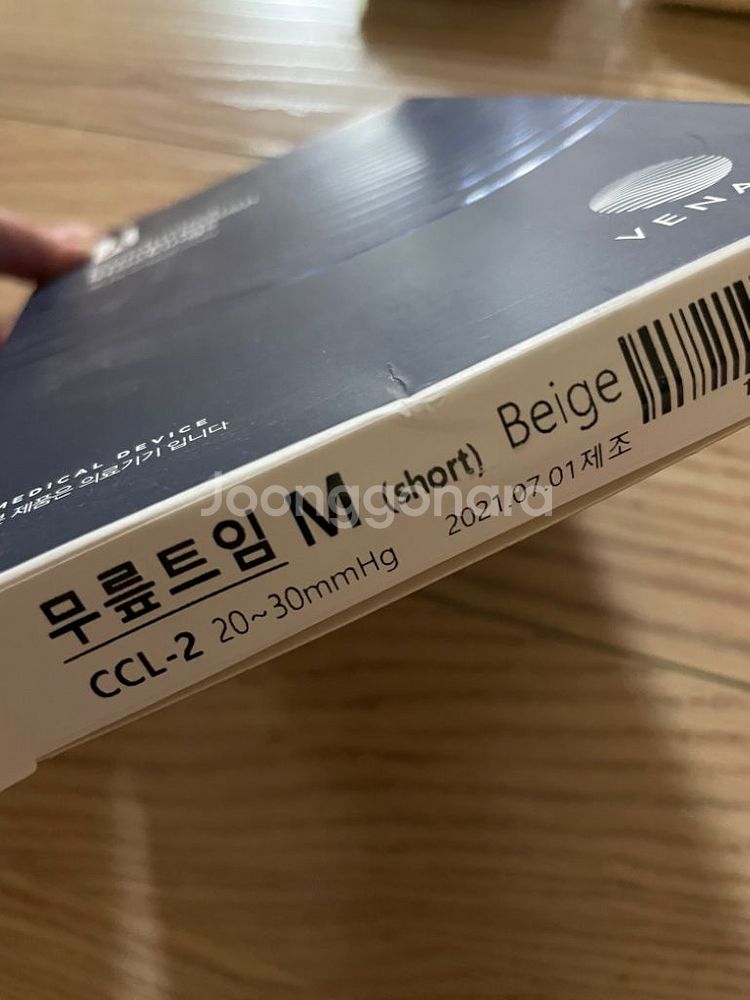 VENA
MEDICAL DEVICE
제품은 의료기기 입니다
무릎트임 M (short) Beige
CCL-2 20~30mmHg 2021.07.01제조
Joonggonara